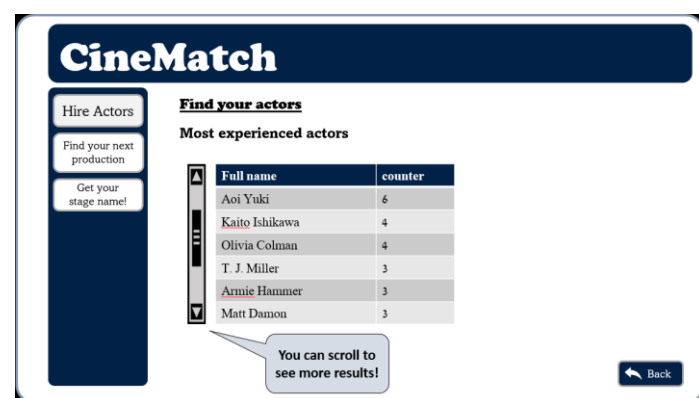 CineMatch
Hire Actors
Find your next
production
Get your
stage name!
Find your actors
Most experienced actors
Full name counter
Aoi Yuki 6
Kaito Ishikawa 4
Olivia Colman 4
T. J. Miller 3
Armie Hammer 3
Matt Damon 3
You can scroll to
see more results!
Back